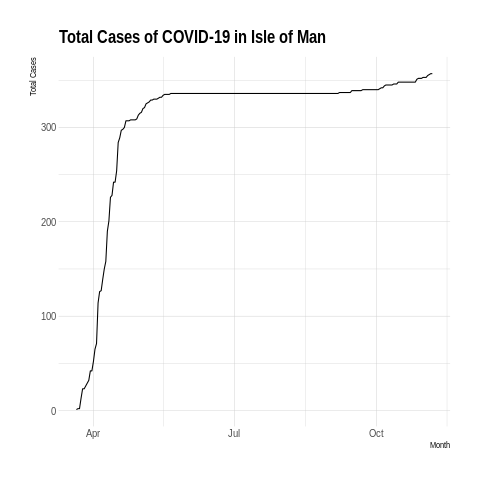 Total Cases of COVID-19 in Isle of Man
Total Cases
300
200
100
0
Apr Jul Oct
Month